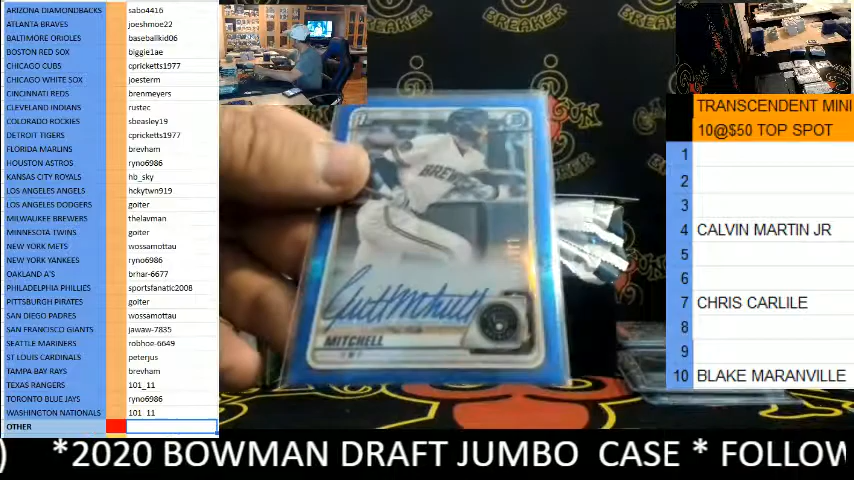 ARIZONA DIAMONDBACKS sabo4416
ATLANTA BRAVES joeshmoe22
BALTIMORE ORIOLES baseballkid06
BOSTON RED SOX biggie1ae
CHICAGO CUBS cpricketts1977
CHICAGO WHITE SOX joesterm
CINCINNATI REDS brenmeyers
CLEVELAND INDIANS rustec
COLORADO ROCKIES sbeasley19
DETROIT TIGERS cpricketts1977
FLORIDA MARLINS brevham
HOUSTON ASTROS ryno6986
KANSAS CITY ROYALS hb_sky
LOS ANGELES ANGELS hckytwn919
LOS ANGELES DODGERS goiter
MILWAUKEE BREWERS thelavman
MINNESOTA TWINS goiter
NEW YORK METS wossamottau
NEW YORK YANKEES ryno6986
OAKLAND A'S brhar-6677
PHILADELPHIA PHILLIES sportsfanatic2008
PITTSBURGH PIRATES goiter
SAN DIEGO PADRES wossamottau
SAN FRANCISCO GIANTS jawaw-7835
SEATTLE MARINERS robhoe-6649
ST LOUIS CARDINALS peterjus
TAMPA BAY RAYS brevham
TEXAS RANGERS 101_11
TORONTO BLUE JAYS ryno6986
WASHINGTON NATIONALS 101_11
OTHER
BREW
MITCHELL
TRANSCENDENT MINI
10@$50 TOP SPOT
1
2
3
4 CALVIN MARTIN JR
5
6
7 CHRIS CARLILE
8
9
10 BLAKE MARANVILLE
) *2020 BOWMAN DRAFT JUMBO CASE * FOLLOW